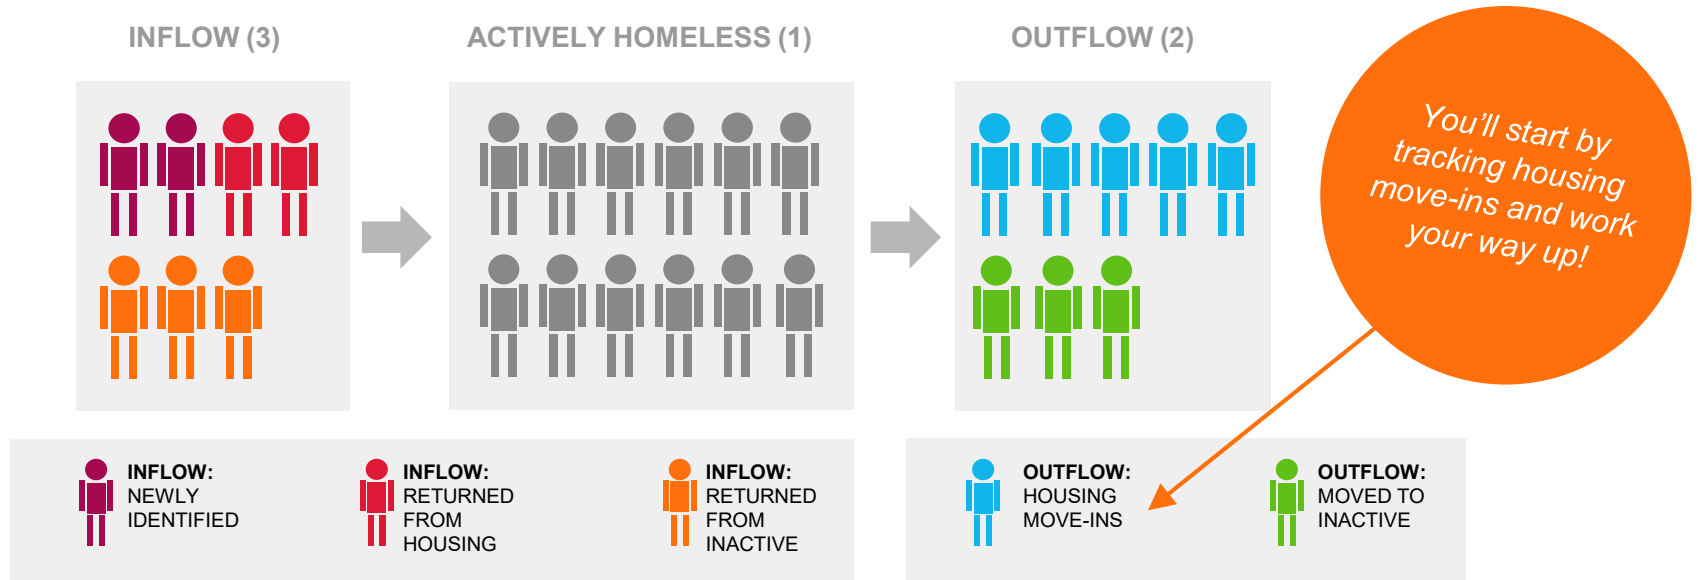 INFLOW (3)
ACTIVELY HOMELESS (1)
OUTFLOW (2)
You'll start by
tracking housing
move-ins and work
your way up!
INFLOW:
NEWLY
IDENTIFIED
INFLOW:
RETURNED
FROM
HOUSING
INFLOW:
RETURNED
FROM
INACTIVE
OUTFLOW:
HOUSING
MOVE-INS
OUTFLOW:
MOVED TO
INACTIVE